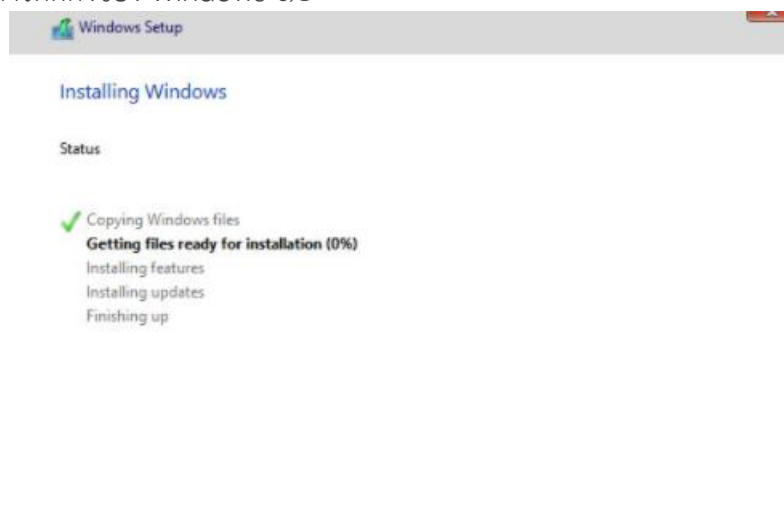 Windows Setup
Installing Windows
Status
Copying Windows files
Getting files ready for installation (0%)
Installing features
Installing updates
Finishing up